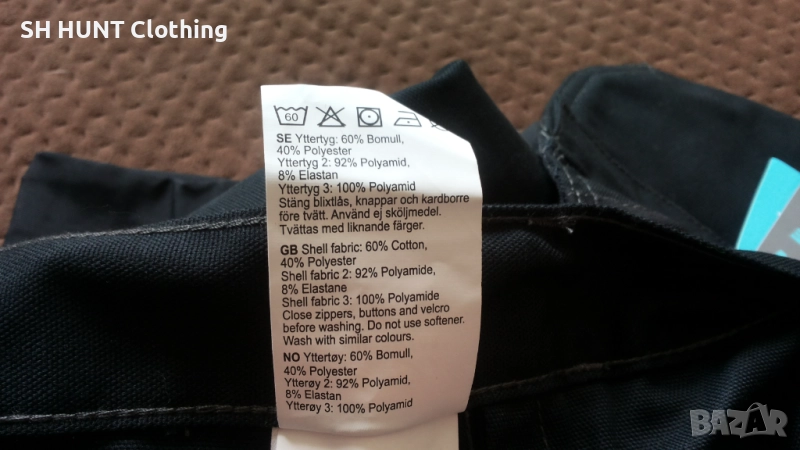 SH HUNT Clothing
60
SE Yttertyg: 60% Bomull,
40% Polyester
Yttertyg 2: 92% Polyamid,
8% Elastan
Yttertyg 3: 100% Polyamid
Stäng blixtlås, knappar och kardborre
före tvätt. Använd ej sköljmedel.
Tvättas med liknande färger.
GB Shell fabric: 60% Cotton,
40% Polyester
Shell fabric 2: 92% Polyamide,
8% Elastane
Shell fabric 3: 100% Polyamide
Close zippers, buttons and velcro
before washing. Do not use softener.
Wash with similar colours.
NO Yttertøy: 60% Bomull,
40% Polyester
Ytterøy 2: 92% Polyamid,
8% Elastan
Ytterøy 3: 100% Polyamid
BAZAR